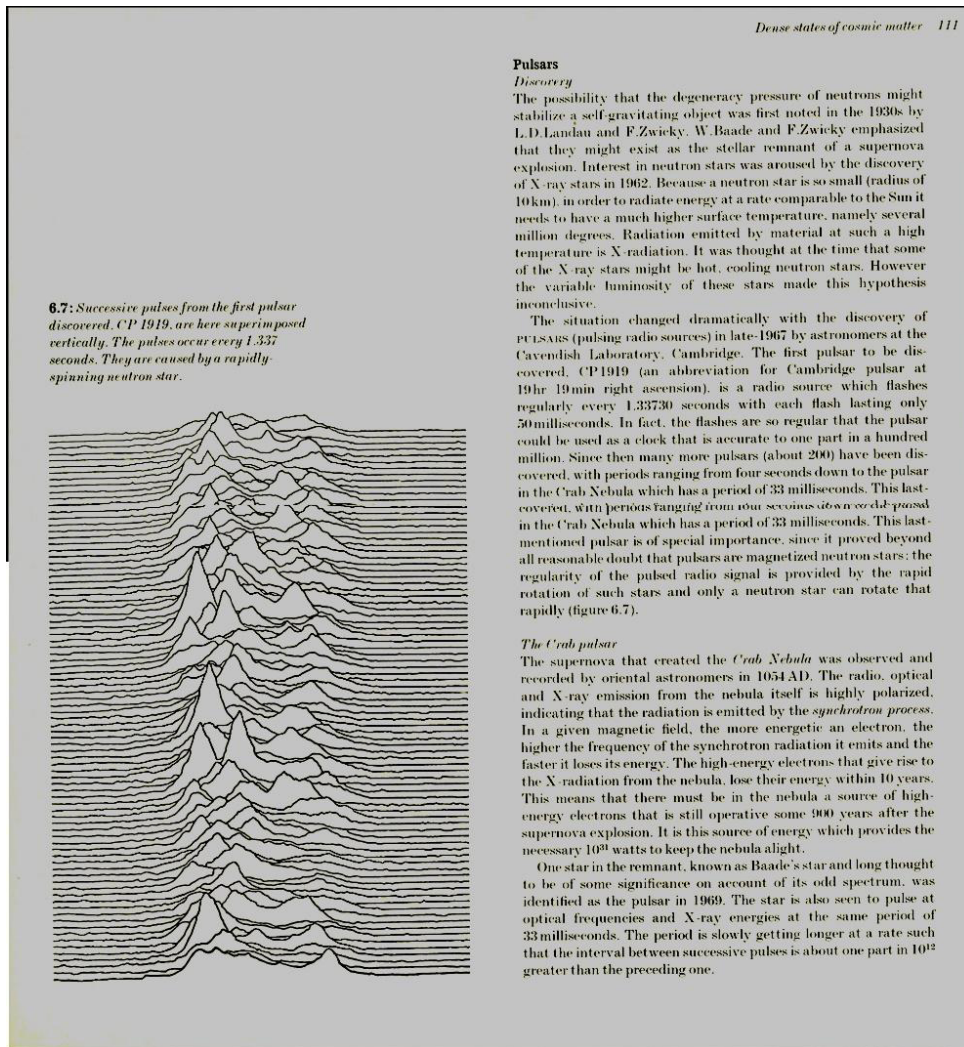 Dense states of cosmic matter 111
6.7: Successive pulses from the first pulsar
discovered, CP 1919, are here superimposed
vertically. The pulses occur every 1.337
seconds. They are caused by a rapidly-
spinning neutron star.
Pulsars
Discovery
The possibility that the degeneracy pressure of neutrons might
stabilize a self-gravitating object was first noted in the 1930s by
L.D.Landau and F.Zwicky. W.Baade and F.Zwicky emphasized
that they might exist as the stellar remnant of a supernova
explosion. Interest in neutron stars was aroused by the discovery
of X-ray stars in 1962. Because a neutron star is so small (radius of
10km), in order to radiate energy at a rate comparable to the Sun it
needs to have a much higher surface temperature, namely several
million degrees. Radiation emitted by material at such a high
temperature is X-radiation. It was thought at the time that some
of the X-ray stars might be hot, cooling neutron stars. However
the variable luminosity of these stars made this hypothesis
inconclusive.
The situation changed dramatically with the discovery of
PULSARS (pulsing radio sources) in late-1967 by astronomers at the
Cavendish Laboratory, Cambridge. The first pulsar to be dis-
covered, CP1919 (an abbreviation for Cambridge pulsar at
19hr 19min right ascension), is a radio source which flashes
regularly every 1.33730 seconds with each flash lasting only
50milliseconds. In fact, the flashes are so regular that the pulsar
could be used as a clock that is accurate to one part in a hundred
million. Since then many more pulsars (about 200) have been dis-
covered, with periods ranging from four seconds down to the pulsar
in the Crab Nebula which has a period of 33 milliseconds. This last-
covered, with periods ranging from four seconds down to
in the Crab Nebula which has a period of 33 milliseconds. This last-
mentioned pulsar is of special importance, since it proved beyond
all reasonable doubt that pulsars are magnetized neutron stars: the
regularity of the pulsed radio signal is provided by the rapid
rotation of such stars and only a neutron star can rotate that
rapidly (figure 6.7).
The Crab pulsar
The supernova that created the Crab Nebula was observed and
recorded by oriental astronomers in 1054 AD. The radio, optical
and X-ray emission from the nebula itself is highly polarized,
indicating that the radiation is emitted by the synchrotron process.
In a given magnetic field, the more energetic an electron, the
higher the frequency of the synchrotron radiation it emits and the
faster it loses its energy. The high-energy electrons that give rise to
the X-radiation from the nebula, lose their energy within 10 years.
This means that there must be in the nebula a source of high-
energy electrons that is still operative some 900 years after the
supernova explosion. It is this source of energy which provides the
necessary 10³¹ watts to keep the nebula alight.
One star in the remnant, known as Baade's star and long thought
to be of some significance on account of its odd spectrum, was
identified as the pulsar in 1969. The star is also seen to pulse at
optical frequencies and X-ray energies at the same period of
33milliseconds. The period is slowly getting longer at a rate such
that the interval between successive pulses is about one part in 10¹²
greater than the preceding one.